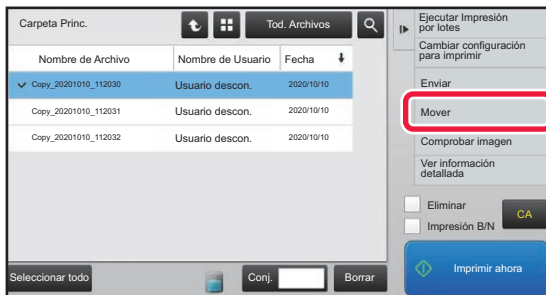 Carpeta Princ.
Tod. Archivos
Nombre de Archivo
Nombre de Usuario
Fecha
Copy_20201010_112030
Usuario descon.
2020/10/10
Copy_20201010_112031
Usuario descon.
2020/10/10
Copy_20201010_112032
Usuario descon.
2020/10/10
Seleccionar todo
Conj.
Borrar
Ejecutar Impresión
por lotes
Cambiar configuración
para imprimir
Enviar
Mover
Comprobar imagen
Ver información
detallada
Eliminar
Impresión B/N
CA
Imprimir ahora